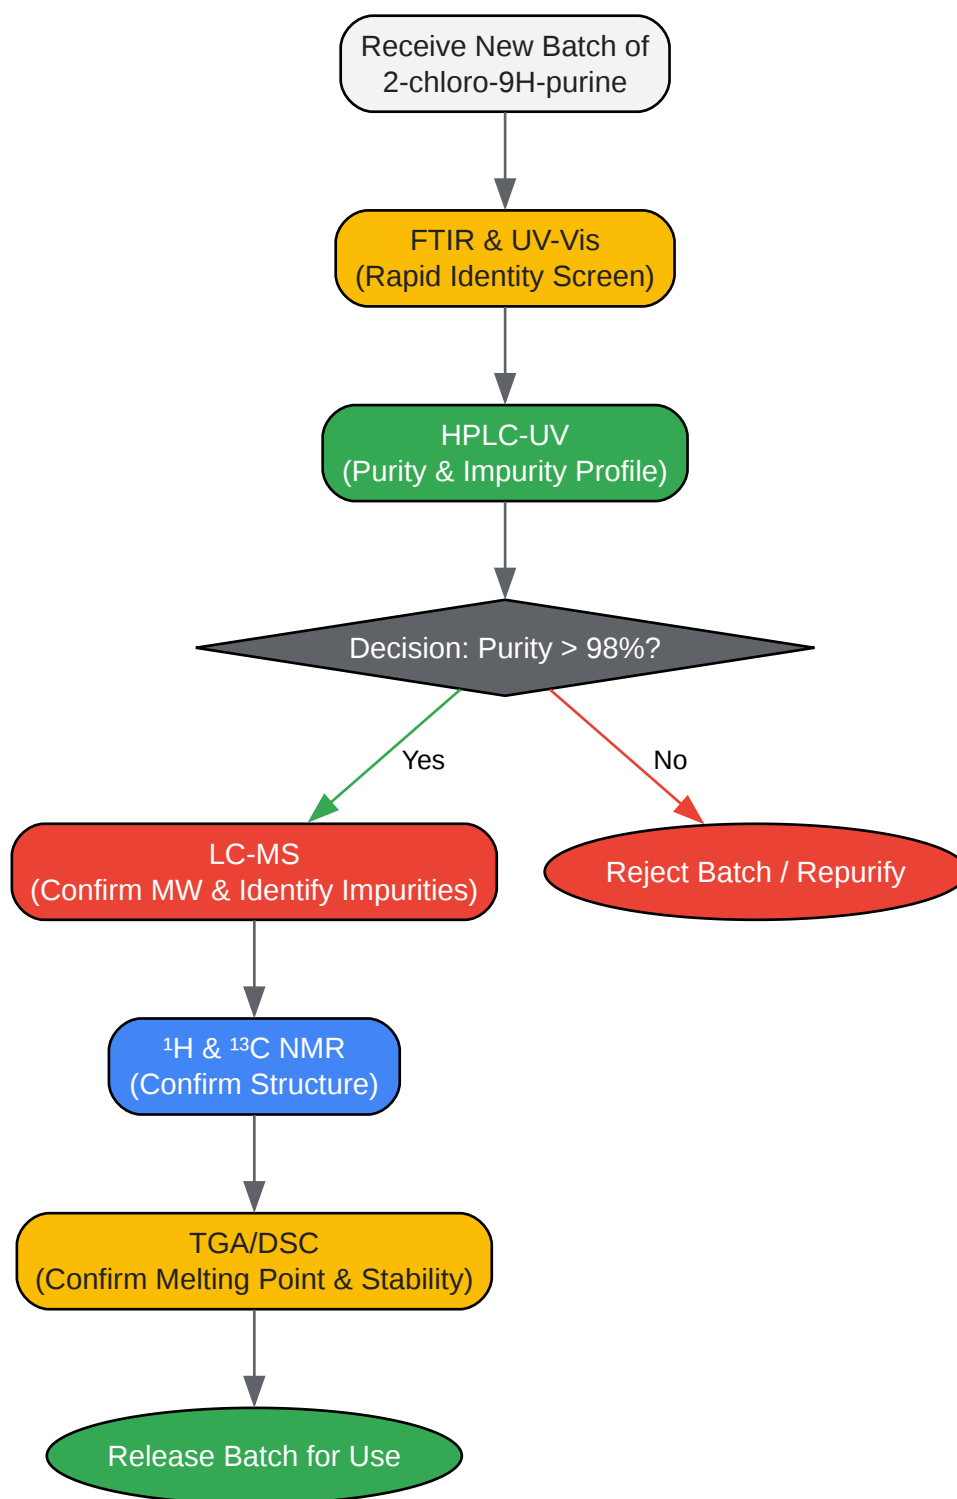 Receive New Batch of
2-chloro-9H-purine
FTIR & UV-Vis
(Rapid Identity Screen)
HPLC-UV
(Purity & Impurity Profile)
Decision: Purity > 98%?
Yes
No
LC-MS
(Confirm MW & Identify Impurities)
Reject Batch / Repurify
¹H & ¹³C NMR
(Confirm Structure)
TGA/DSC
(Confirm Melting Point & Stability)
Release Batch for Use